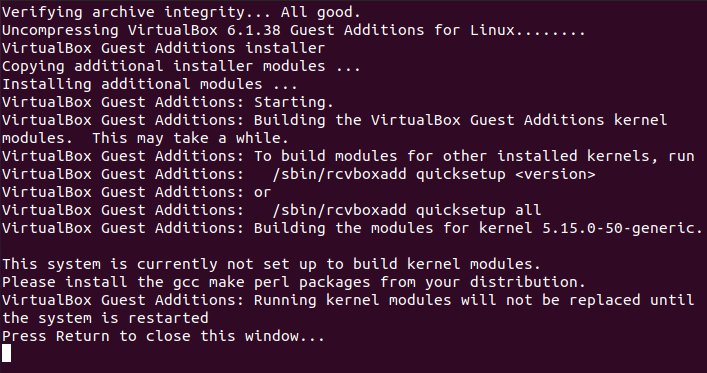 Verifying archive integrity... All good.
Uncompressing VirtualBox 6.1.38 Guest Additions for Linux........
VirtualBox Guest Additions installer
Copying additional installer modules ...
Installing additional modules ...
VirtualBox Guest Additions: Starting.
VirtualBox Guest Additions: Building the VirtualBox Guest Additions kernel
modules.  This may take a while.
VirtualBox Guest Additions: To build modules for other installed kernels, run
VirtualBox Guest Additions:   /sbin/rcvboxadd quicksetup <version>
VirtualBox Guest Additions: or
VirtualBox Guest Additions:   /sbin/rcvboxadd quicksetup all
VirtualBox Guest Additions: Building the modules for kernel 5.15.0-50-generic.

This system is currently not set up to build kernel modules.
Please install the gcc make perl packages from your distribution.
VirtualBox Guest Additions: Running kernel modules will not be replaced until
the system is restarted
Press Return to close this window...